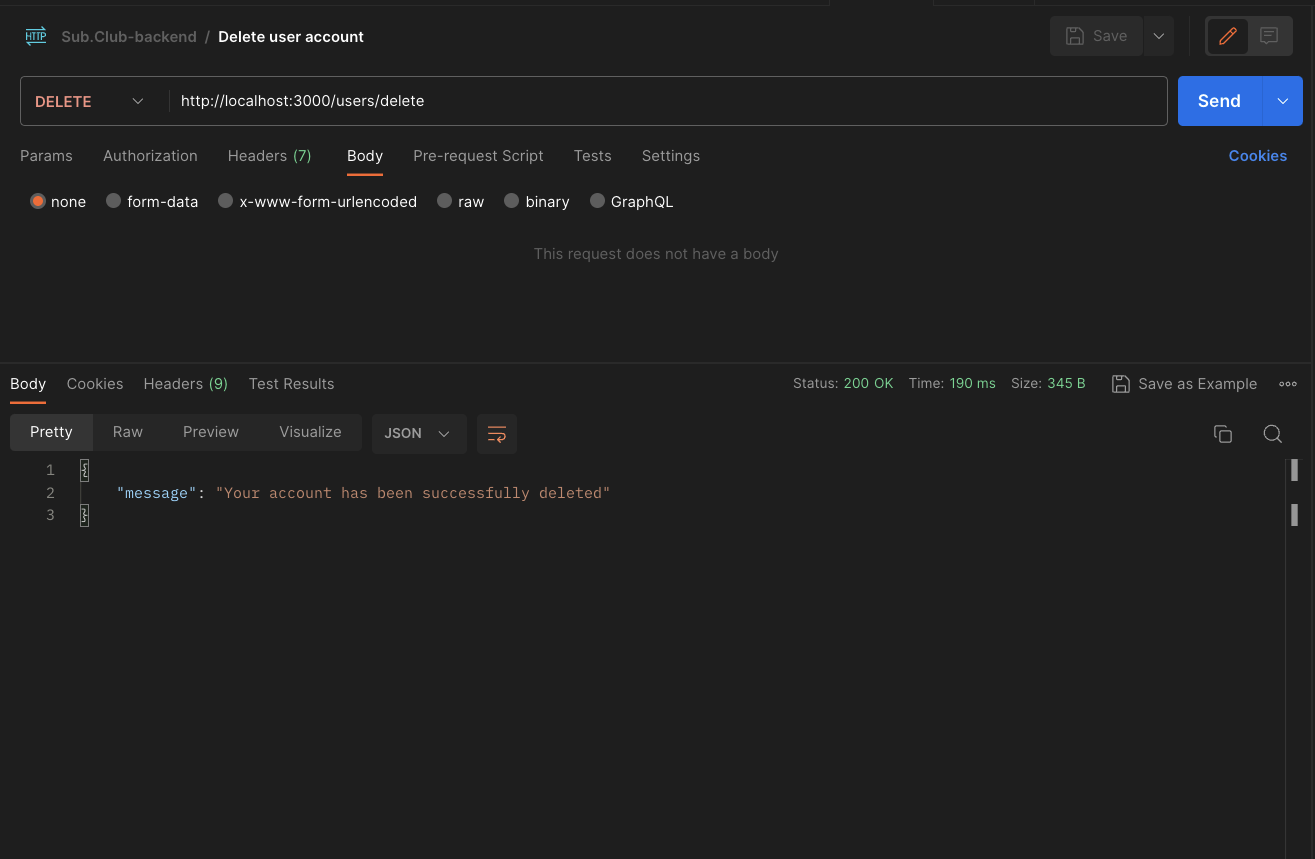 HTTP Sub.Club-backend / Delete user account Save
DELETE http://localhost:3000/users/delete Send
Params Authorization Headers (7) Body Pre-request Script Tests Settings Cookies
none form-data x-www-form-urlencoded raw binary GraphQL
This request does not have a body
Body Cookies Headers (9) Test Results Status: 200 OK Time: 190 ms Size: 345 B Save as Example
Pretty Raw Preview Visualize JSON
1 {
2 "message": "Your account has been successfully deleted"
3 }